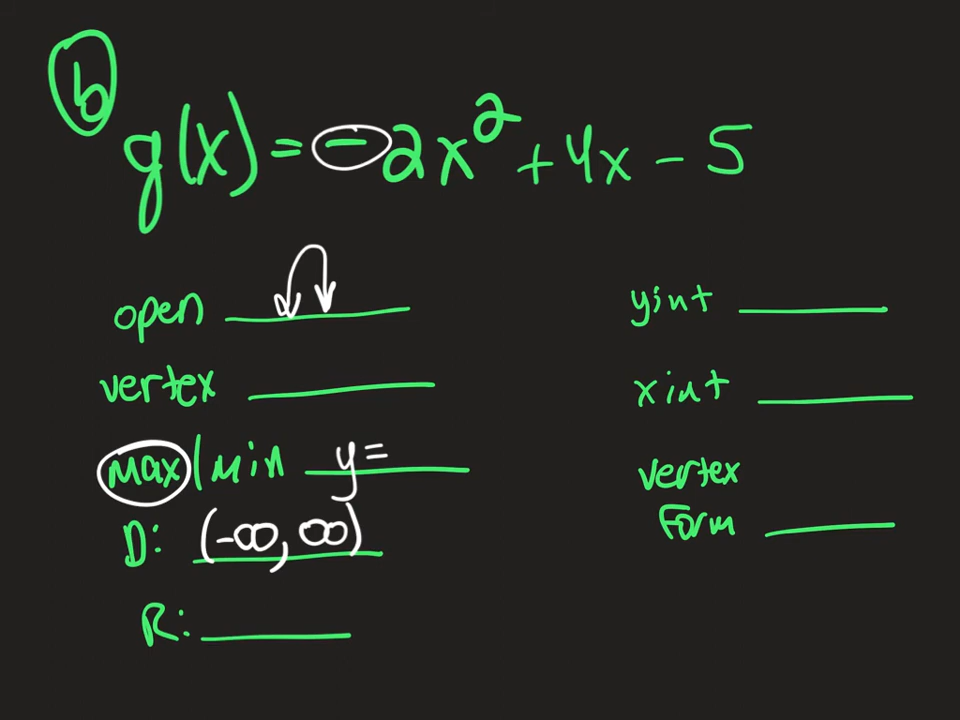 b
g(x) = -2x² + 4x - 5
open
vertex
max/min y=
D: (-∞, ∞)
R:
y int
x int
vertex
form